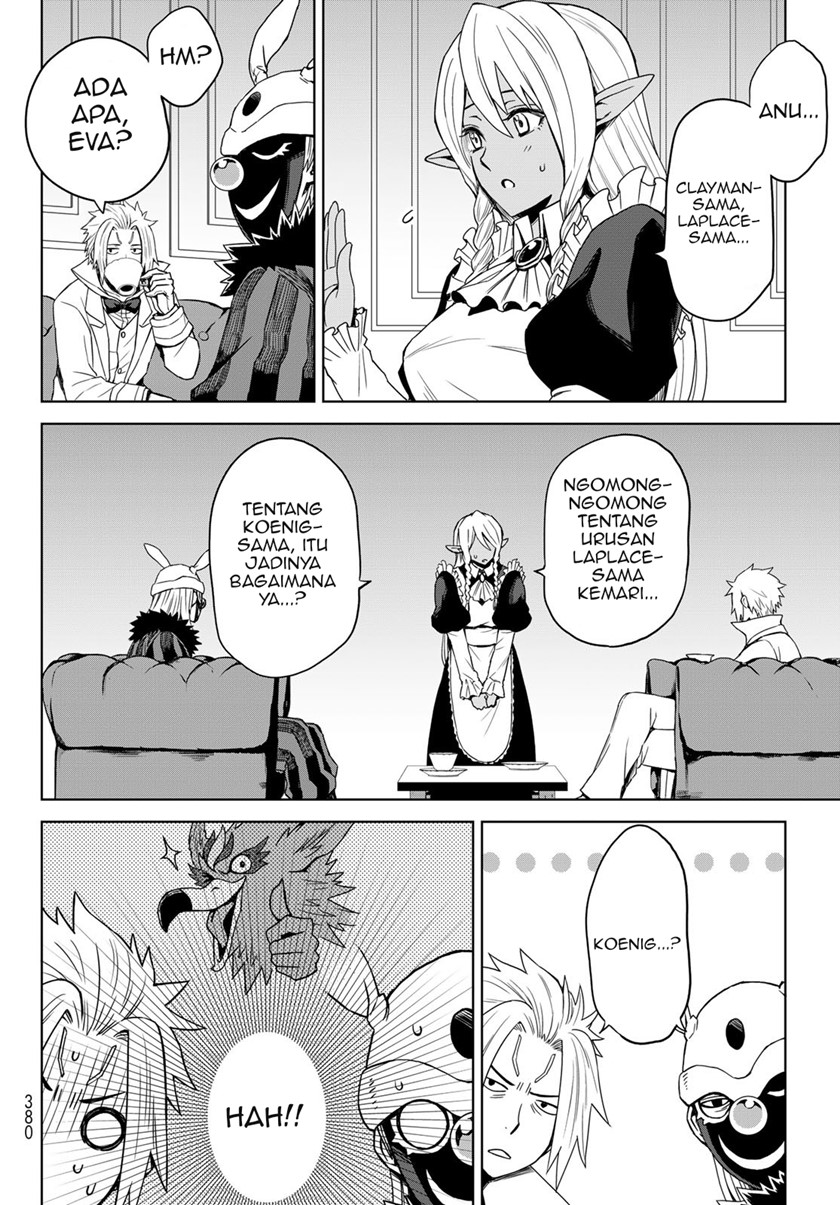 ANU...
CLAYMAN-
SAMA,
LAPLACE-
SAMA...
HM?
ADA
APA,
EVA?
NGOMONG-
NGOMONG
TENTANG
URUSAN
LAPLACE-
SAMA
KEMARI...
TENTANG
KOENIG-
SAMA, ITU
JADINYA
BAGAIMANA
YA...?
KOENIG...?
HAH!!
380